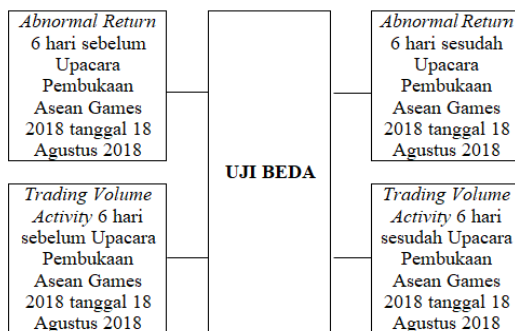 Abnormal Return
6 hari sebelum
Upacara
Pembukaan
Asean Games
2018 tanggal 18
Agustus 2018
Trading Volume
Activity 6 hari
sebelum Upacara
Pembukaan
Asean Games
2018 tanggal 18
Agustus 2018
UJI BEDA
Abnormal Return
6 hari sesudah
Upacara
Pembukaan
Asean Games
2018 tanggal 18
Agustus 2018
Trading Volume
Activity 6 hari
sesudah Upacara
Pembukaan
Asean Games
2018 tanggal 18
Agustus 2018